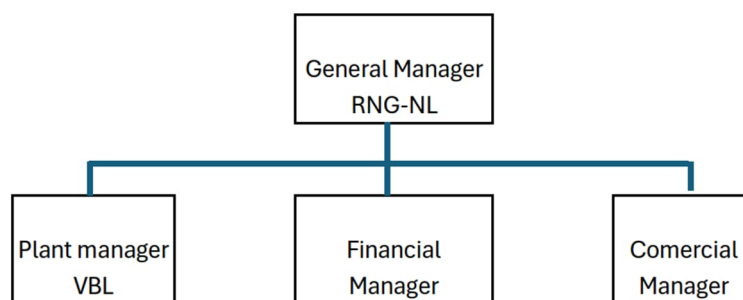 General Manager
RNG-NL
Plant manager
VBL
Financial
Manager
Comercial
Manager